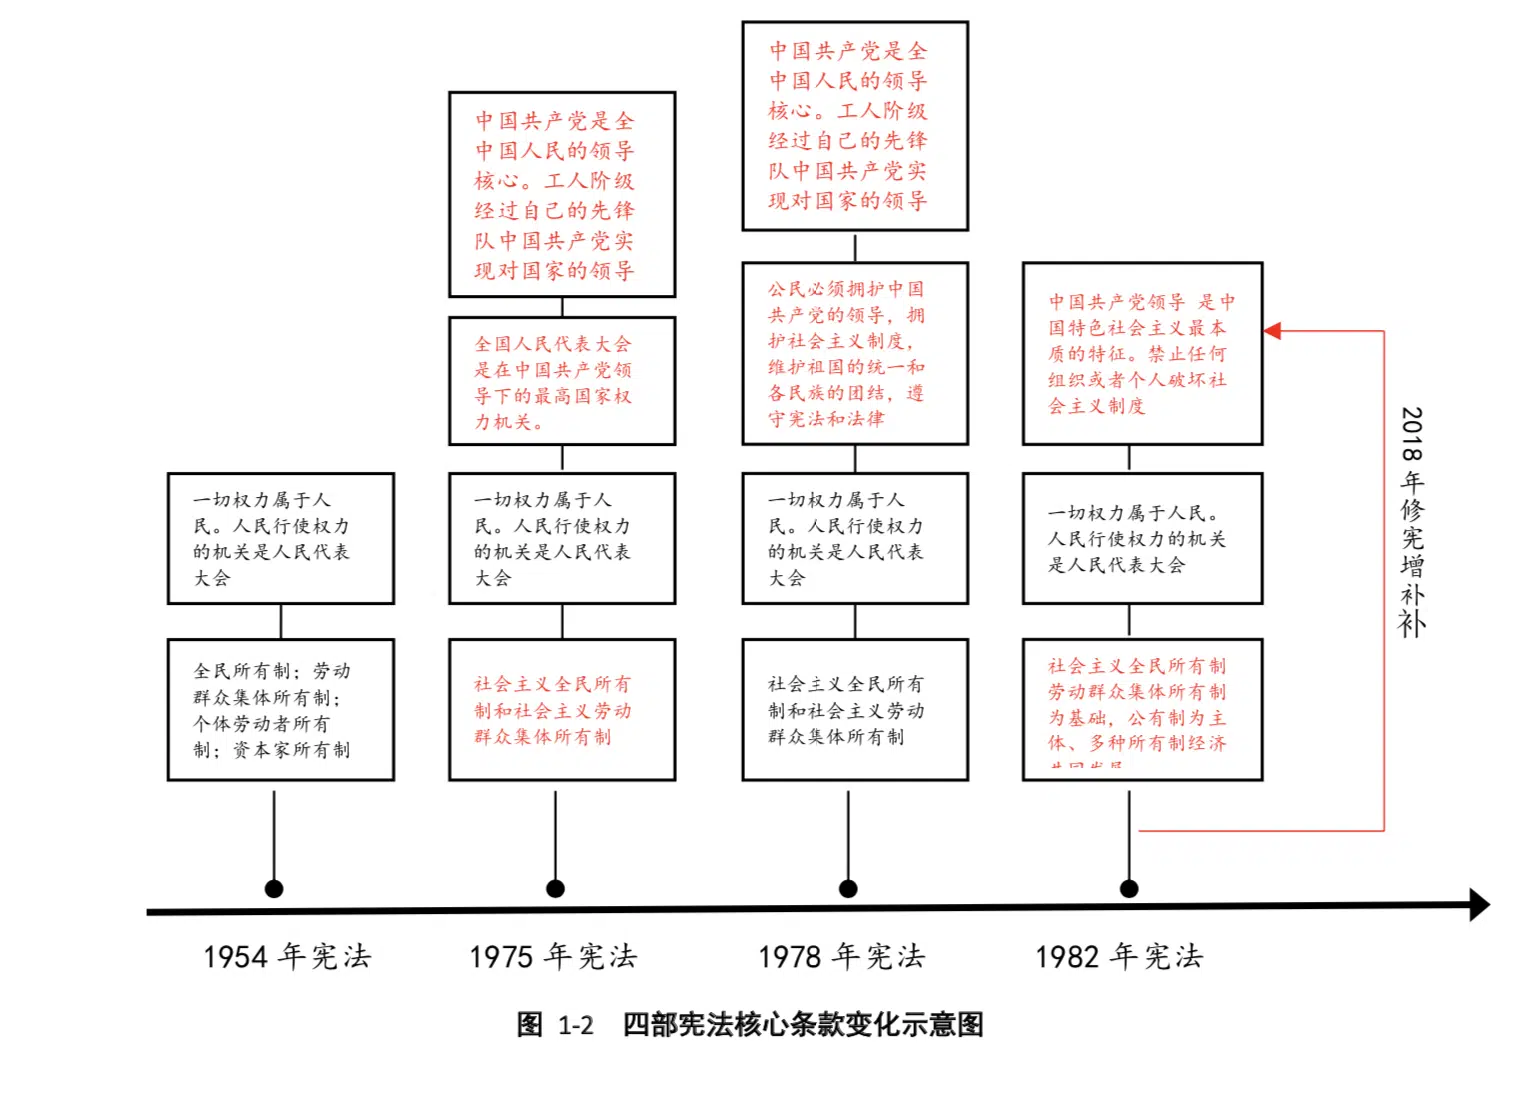 中国共产党是全
中国人民的领导
核心。工人阶级
经过自己的先锋
队中国共产党实
现对国家的领导
全国人民代表大会
是在中国共产党领
导下的最高国家权
力机关。
中国共产党是全
中国人民的领导
核心。工人阶级
经过自己的先锋
队中国共产党实
现对国家的领导
公民必须拥护中国
共产党的领导，拥
护社会主义制度，
维护祖国的统一和
各民族的团结，遵
守宪法和法律
中国共产党领导 是中
国特色社会主义最本
质的特征。禁止任何
组织或者个人破坏社
会主义制度
一切权力属于人
民。人民行使权力
的机关是人民代表
大会
一切权力属于人
民。人民行使权力
的机关是人民代表
大会
一切权力属于人
民。人民行使权力
的机关是人民代表
大会
一切权力属于人民。
人民行使权力的机关
是人民代表大会
全民所有制；劳动
群众集体所有制；
个体劳动者所有
制；资本家所有制
社会主义全民所有
制和社会主义劳动
群众集体所有制
社会主义全民所有
制和社会主义劳动
群众集体所有制
社会主义全民所有制
劳动群众集体所有制
为基础，公有制为主
体、多种所有制经济
2018年修宪增补补
1954 年宪法
1975 年宪法
1978 年宪法
1982 年宪法
图 1-2 四部宪法核心条款变化示意图